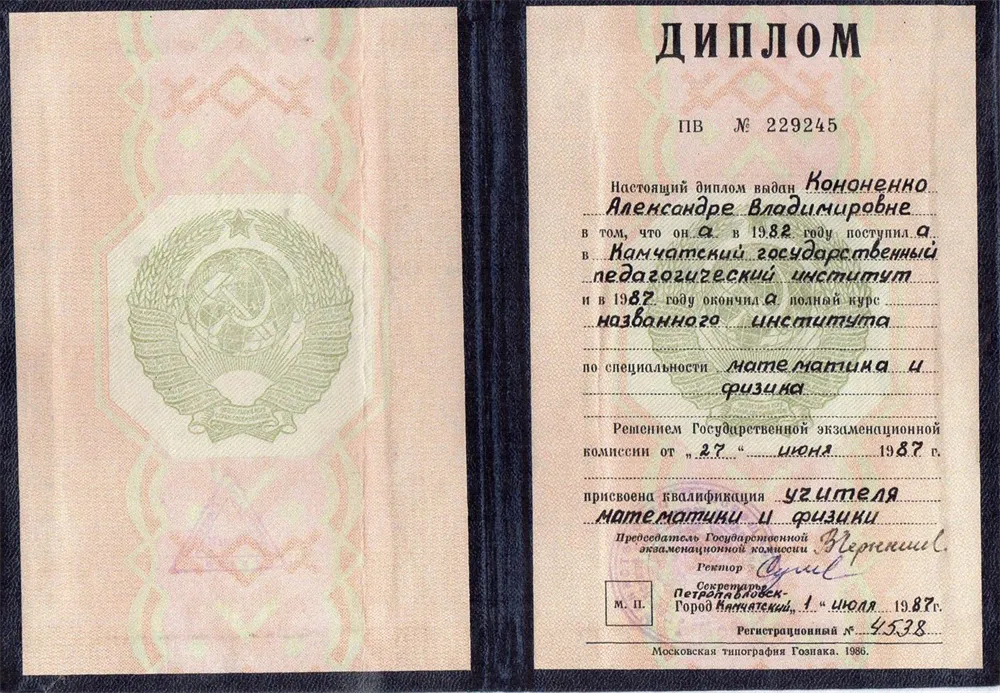 ДИПЛОМ
ПВ № 229245
Настоящий диплом выдан Кононенко
Александре Владимировне
в том, что он а в 1982 году поступил а
в Камчатский государственный
педагогический институт
и в 1987 году окончил а полный курс
названного института
по специальности математика и
физика
Решением Государственной экзаменационной
комиссии от „27“ июня 1987 г.
присвоена квалификация учителя
математики и физики
Председатель Государственной
экзаменационной комиссии
Ректор
Секретарь
Петропавловск-
М. П. Город Камчатский „1“ июля 1987 г.
Регистрационный № 4538
Московская типография Гознака. 1986.